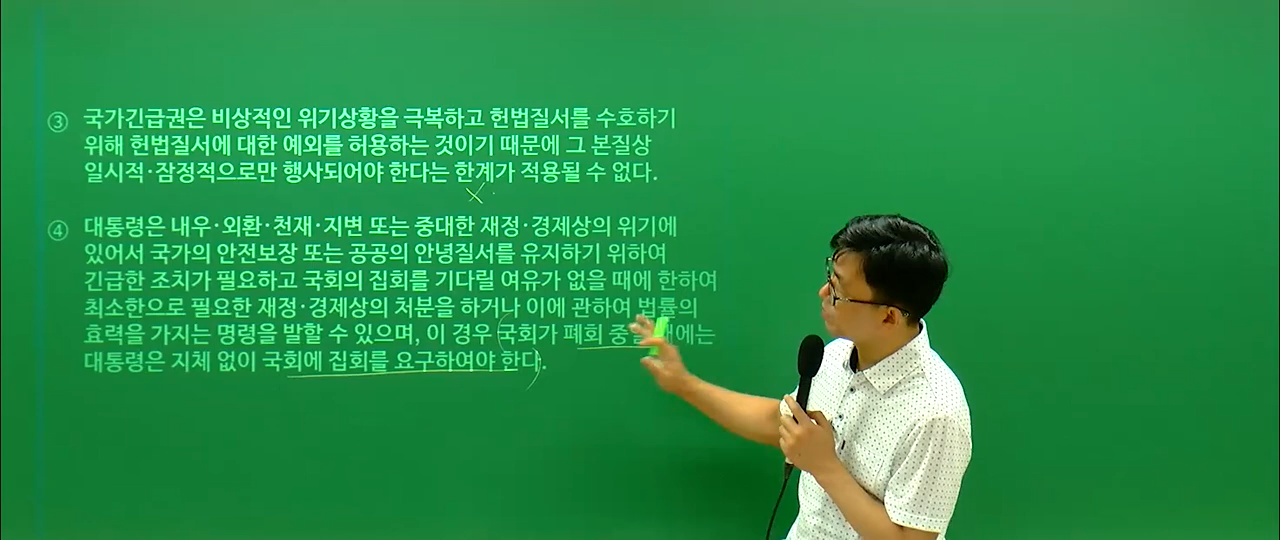 ③ 국가긴급권은 비상적인 위기상황을 극복하고 헌법질서를 수호하기
위해 헌법질서에 대한 예외를 허용하는 것이기 때문에 그 본질상
일시적·잠정적으로만 행사되어야 한다는 한계가 적용될 수 없다.
④ 대통령은 내우·외환·천재·지변 또는 중대한 재정·경제상의 위기에
있어서 국가의 안전보장 또는 공공의 안녕질서를 유지하기 위하여
긴급한 조치가 필요하고 국회의 집회를 기다릴 여유가 없을 때에 한하여
최소한으로 필요한 재정·경제상의 처분을 하거나 이에 관하여 법률의
효력을 가지는 명령을 발할 수 있으며, 이 경우 국회가 폐회 중일
대통령은 지체 없이 국회에 집회를 요구하여야 한다.